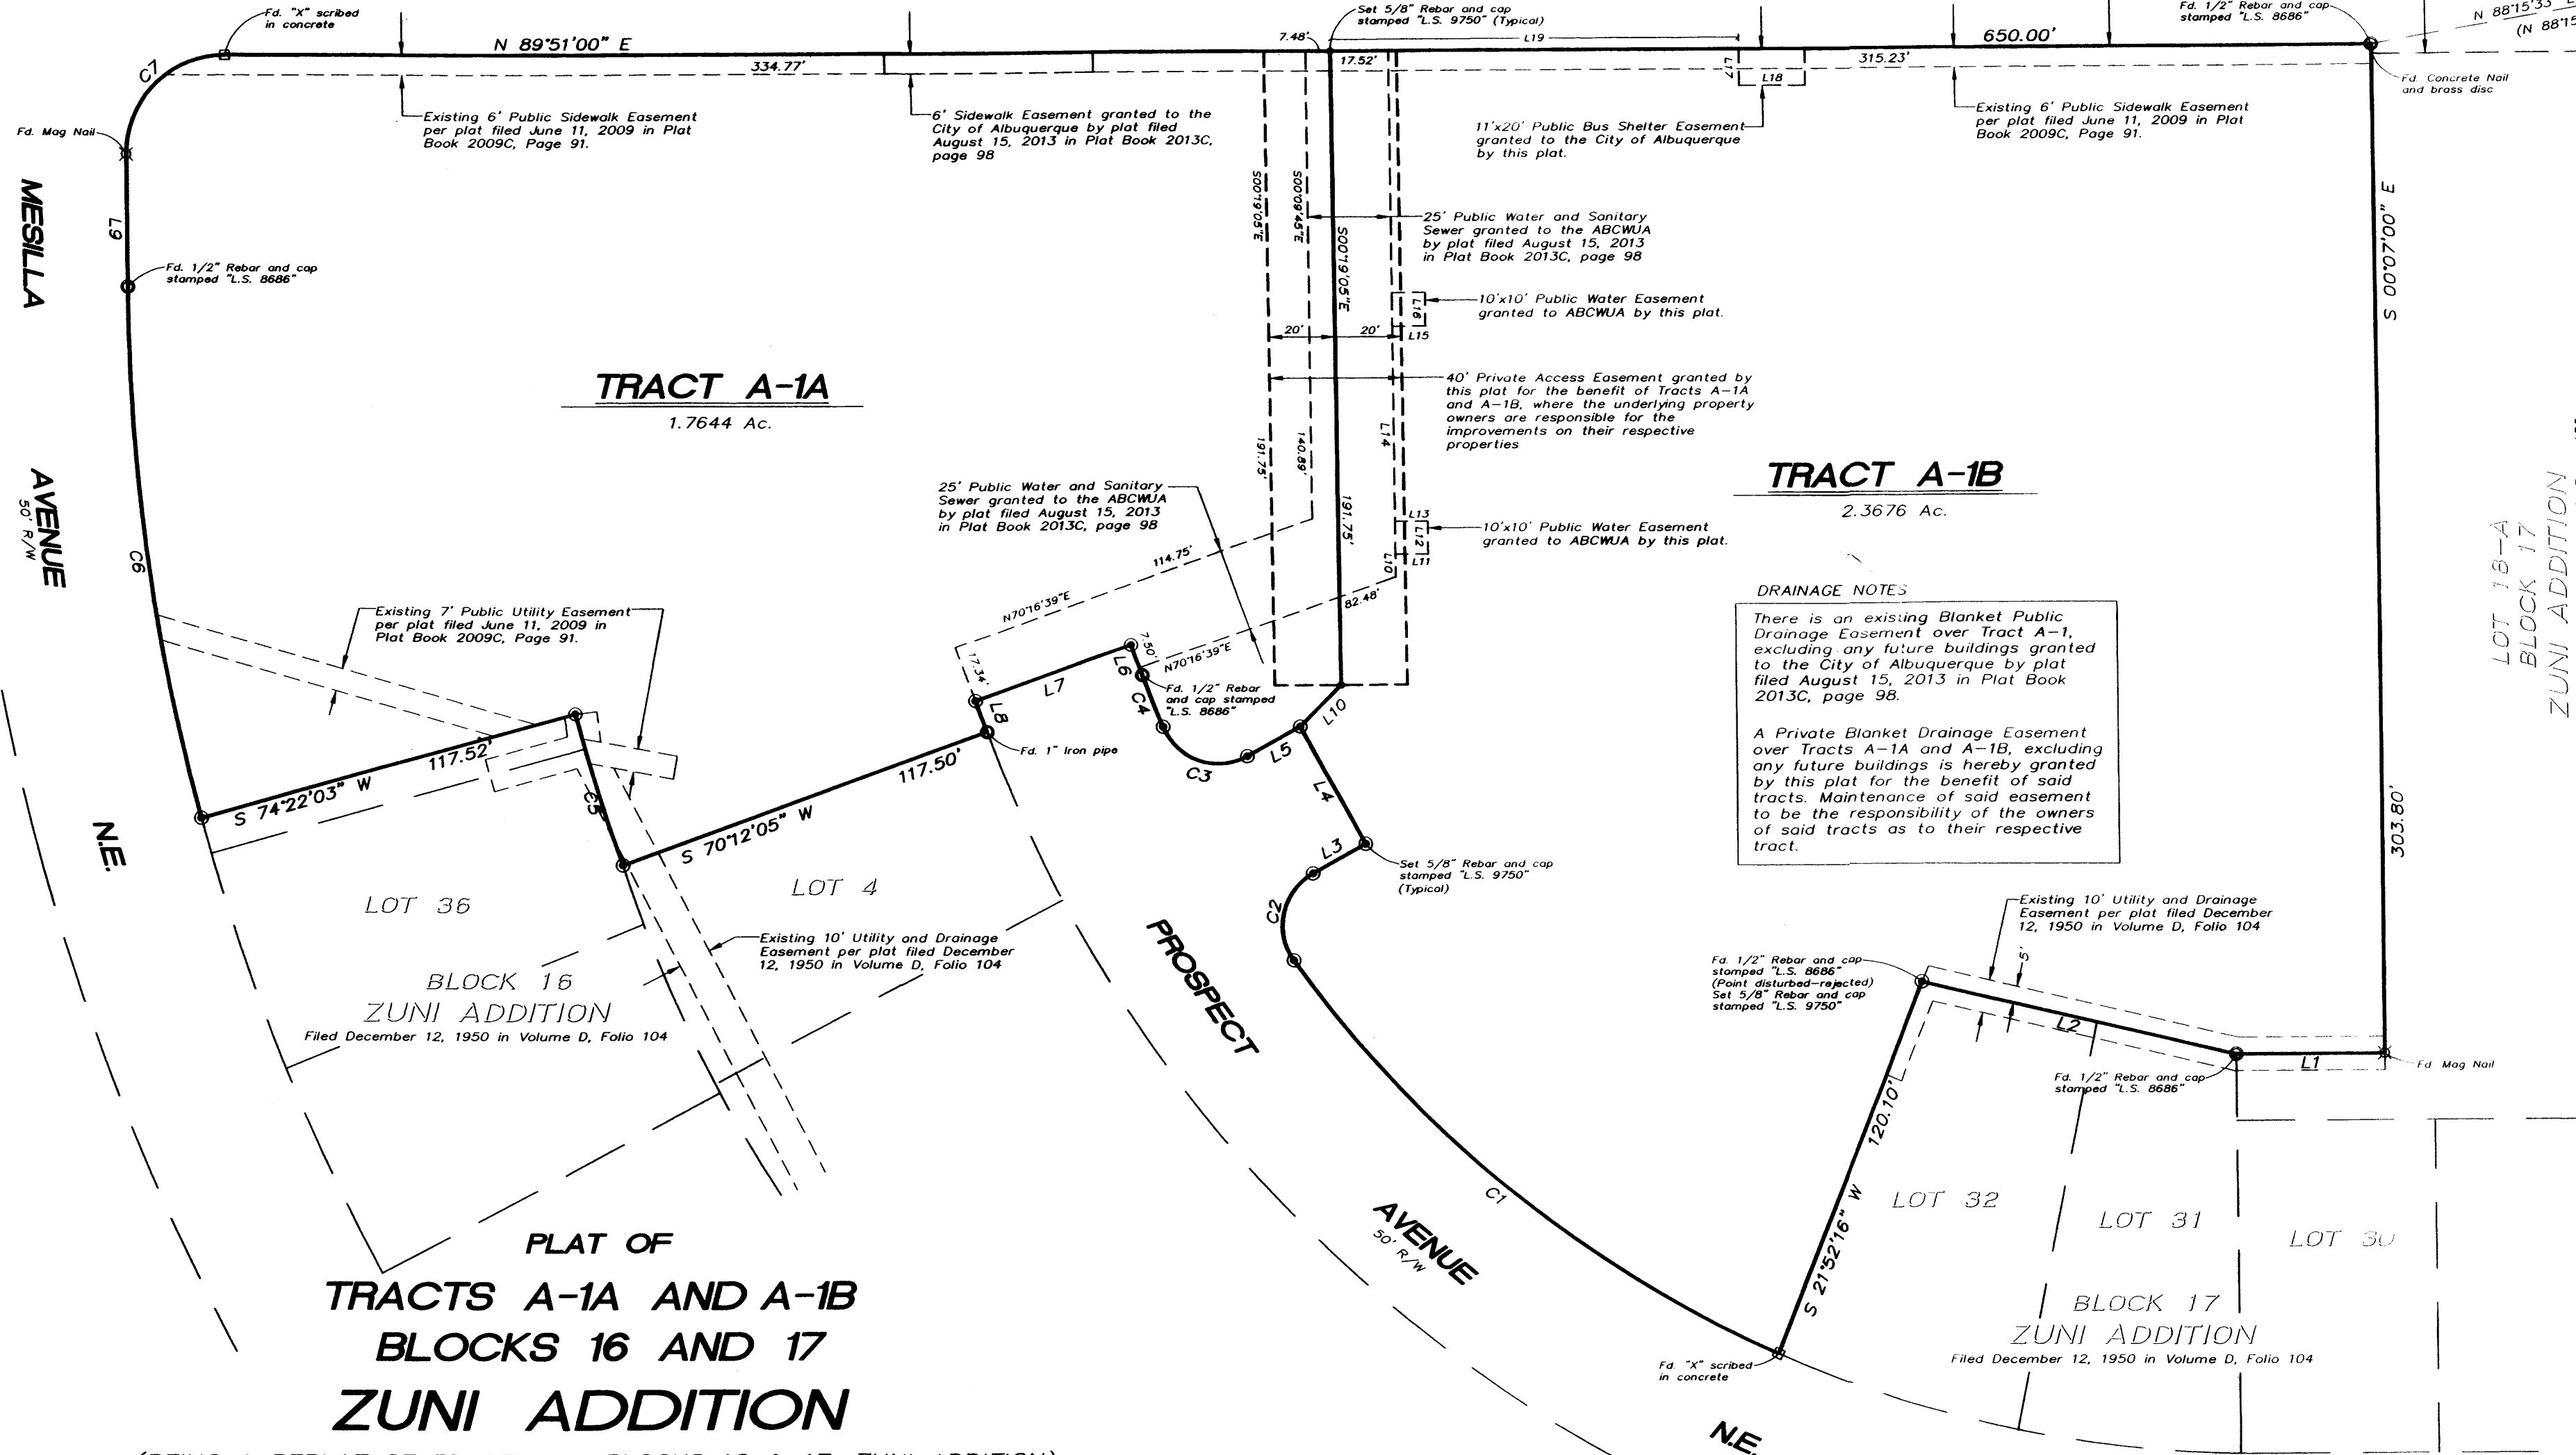 Fd. "X" scribed
in concrete
N 89°51'00" E
334.77'
7.48'
17.52'
Set 5/8" Rebar and cap
stamped "L.S. 9750" (Typical)
L19
650.00'
315.23'
L17
L18
Fd. 1/2" Rebar and cap
stamped "L.S. 8686"
N 88°15'33"
(N 88°15
Fd. Concrete Nail
and brass disc
C7
Fd. Mag Nail
Existing 6' Public Sidewalk Easement
per plat filed June 11, 2009 in Plat
Book 2009C, Page 91.
6' Sidewalk Easement granted to the
City of Albuquerque by plat filed
August 15, 2013 in Plat Book 2013C,
page 98
11'x20' Public Bus Shelter Easement
granted to the City of Albuquerque
by this plat.
Existing 6' Public Sidewalk Easement
per plat filed June 11, 2009 in Plat
Book 2009C, Page 91.
MESILLA
AVENUE
50' R/W
N.E.
L9
Fd. 1/2" Rebar and cap
stamped "L.S. 8686"
C6
S00°19'05"E
S00°09'45"E
S00°19'05"E
25' Public Water and Sanitary
Sewer granted to the ABCWUA
by plat filed August 15, 2013
in Plat Book 2013C, page 98
10'x10' Public Water Easement
granted to ABCWUA by this plat.
L16
L15
20'
20'
S 00°07'00" E
303.80'
TRACT A-1A
1.7644 Ac.
40' Private Access Easement granted by
this plat for the benefit of Tracts A-1A
and A-1B, where the underlying property
owners are responsible for the
improvements on their respective
properties
191.75'
140.89'
L14
191.75'
TRACT A-1B
2.3676 Ac.
25' Public Water and Sanitary
Sewer granted to the ABCWUA
by plat filed August 15, 2013
in Plat Book 2013C, page 98
L13
L12
L11
L10
10'x10' Public Water Easement
granted to ABCWUA by this plat.
LOT 18-A
BLOCK 17
ZUNI ADDITION
114.75'
N70°16'39"E
82.48'
N70°16'39"E
7.50'
17.34'
DRAINAGE NOTES
There is an existing Blanket Public
Drainage Easement over Tract A-1,
excluding any future buildings granted
to the City of Albuquerque by plat
filed August 15, 2013 in Plat Book
2013C, page 98.
A Private Blanket Drainage Easement
over Tracts A-1A and A-1B, excluding
any future buildings is hereby granted
by this plat for the benefit of said
tracts. Maintenance of said easement
to be the responsibility of the owners
of said tracts as to their respective
tract.
Existing 7' Public Utility Easement
per plat filed June 11, 2009 in
Plat Book 2009C, Page 91.
L6
L7
L8
C4
Fd. 1/2" Rebar
and cap stamped
"L.S. 8686"
L10
L5
C3
L4
Fd. 1" Iron pipe
S 74°22'03" W
117.52'
C5
S 70°12'05" W
117.50'
L3
Set 5/8" Rebar and cap
stamped "L.S. 9750"
(Typical)
C2
LOT 36
LOT 4
Existing 10' Utility and Drainage
Easement per plat filed December
12, 1950 in Volume D, Folio 104
BLOCK 16
ZUNI ADDITION
Filed December 12, 1950 in Volume D, Folio 104
PROSPECT
AVENUE
50' R/W
N.E.
C1
Existing 10' Utility and Drainage
Easement per plat filed December
12, 1950 in Volume D, Folio 104
5'
Fd. 1/2" Rebar and cap
stamped "L.S. 8686"
(Point disturbed-rejected)
Set 5/8" Rebar and cap
stamped "L.S. 9750"
L2
L1
Fd. 1/2" Rebar and cap
stamped "L.S. 8686"
Fd Mag Nail
S 21°52'16" W
120.10'
LOT 32
LOT 31
LOT 30
BLOCK 17
ZUNI ADDITION
Filed December 12, 1950 in Volume D, Folio 104
Fd. "X" scribed
in concrete
PLAT OF
TRACTS A-1A AND A-1B
BLOCKS 16 AND 17
ZUNI ADDITION